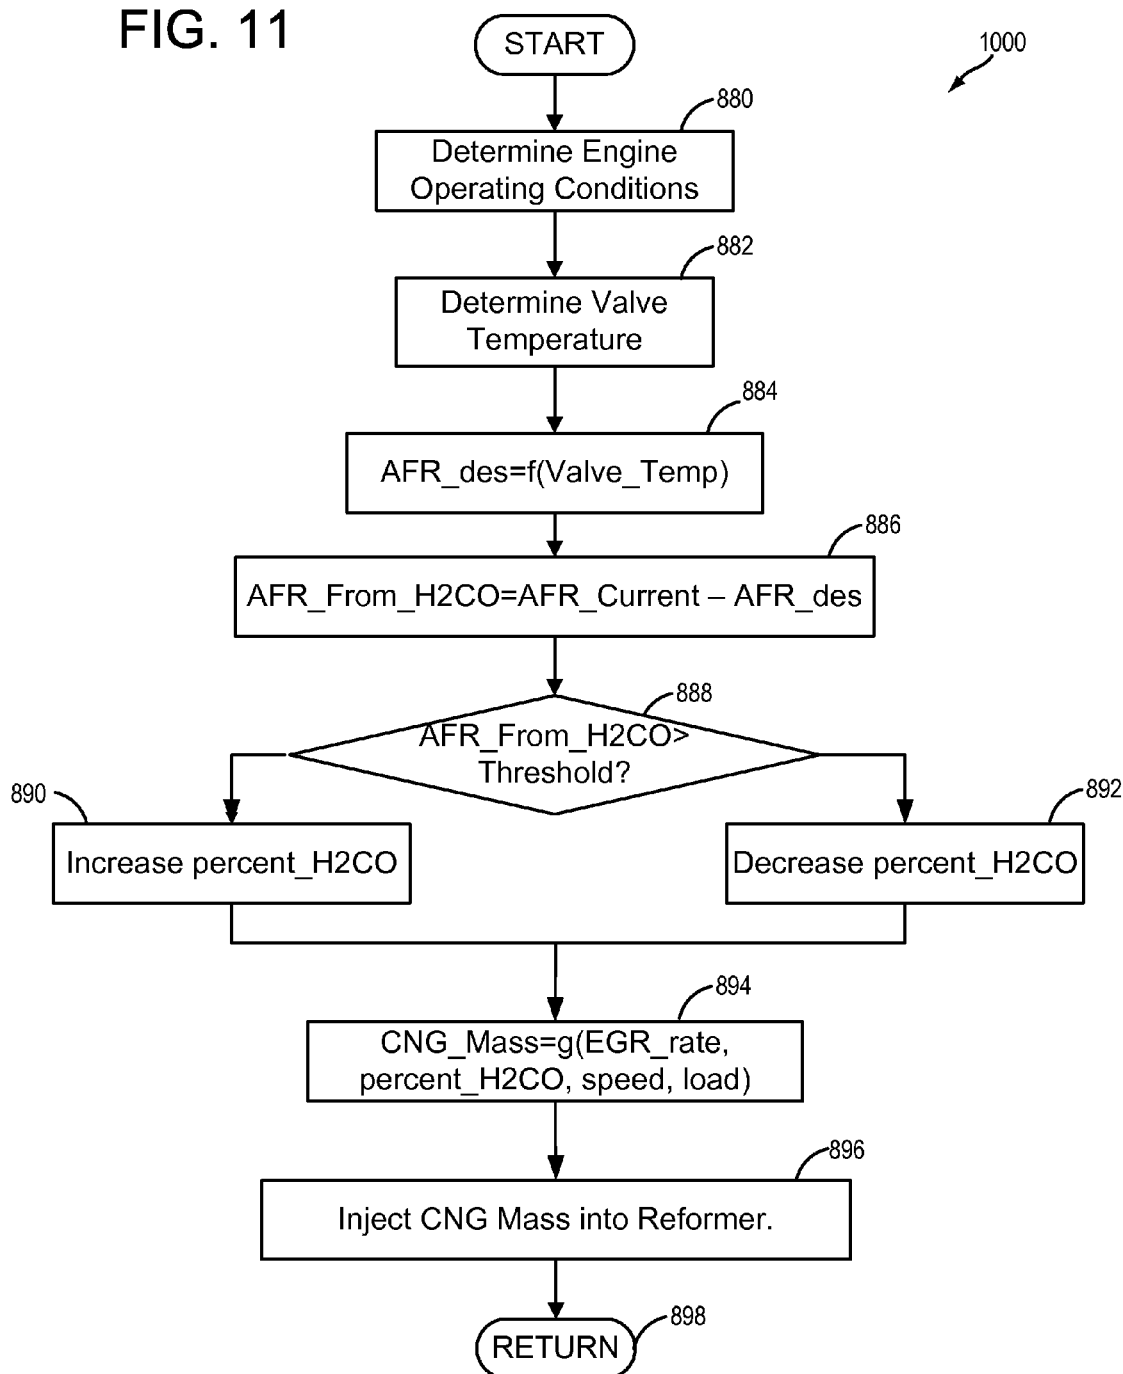 FIG. 11
START
1000
880
Determine Engine
Operating Conditions
882
Determine Valve
Temperature
884
AFR_des=f(Valve_Temp)
886
AFR_From_H2CO=AFR_Current – AFR_des
888
AFR_From_H2CO>
Threshold?
890
892
Increase percent_H2CO
Decrease percent_H2CO
894
CNG_Mass=g(EGR_rate,
percent_H2CO, speed, load)
896
Inject CNG Mass into Reformer.
898
RETURN